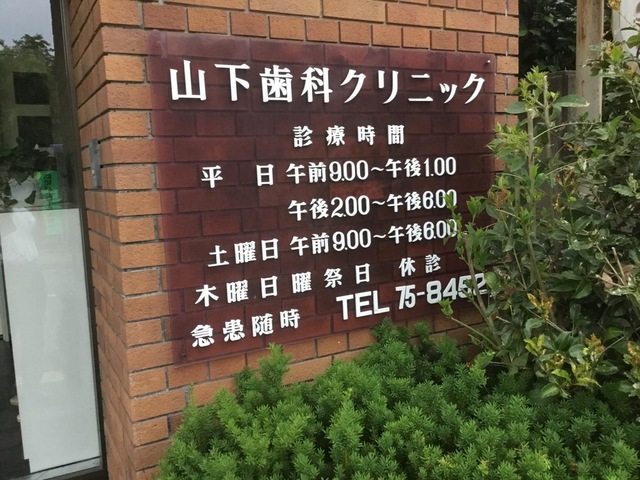 山下歯科クリニック
診療時間
平 日 午前9.00～午後1.00
午後2.00～午後6.00
土曜日 午前9.00～午後6.00
木曜日曜祭日 休診
急患随時 TEL 75-8452